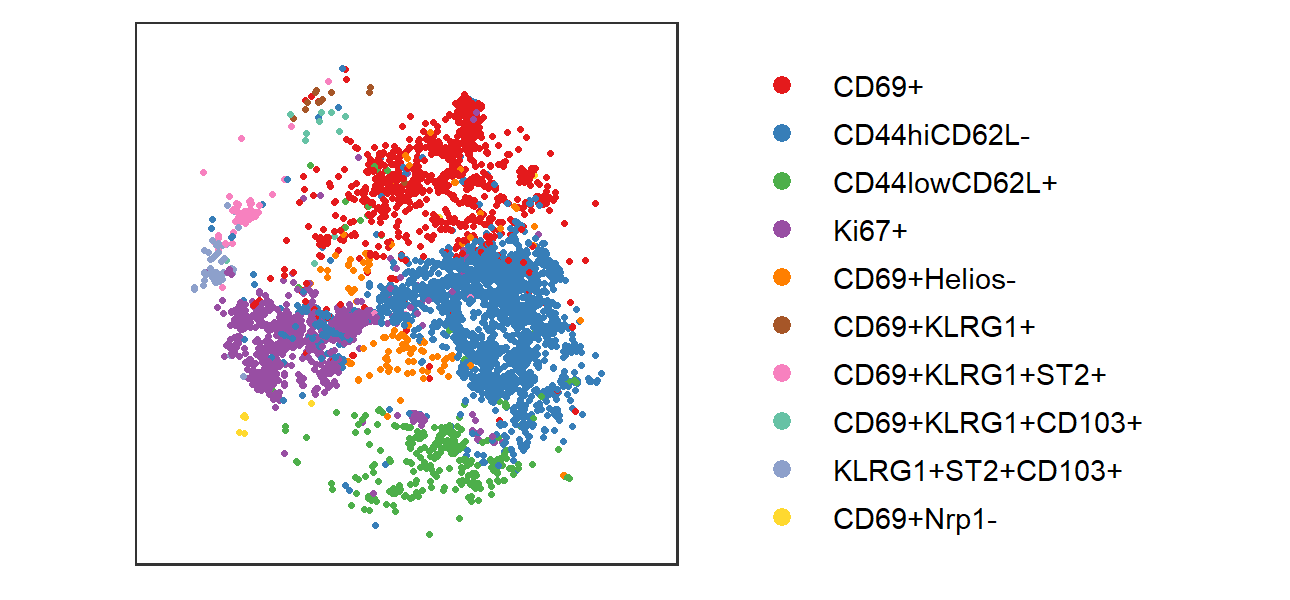 CD69+
CD44hiCD62L-
CD44lowCD62L+
Ki67+
CD69+Helios-
CD69+KLRG1+
CD69+KLRG1+ST2+
CD69+KLRG1+CD103+
KLRG1+ST2+CD103+
CD69+Nrp1-